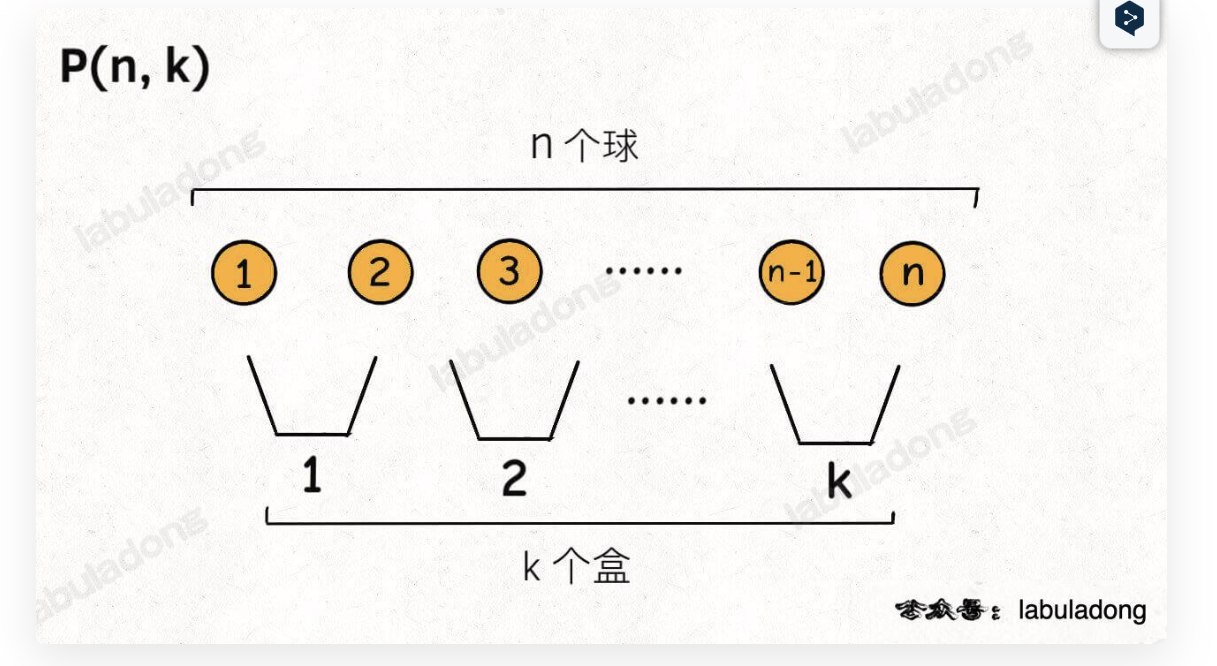 P(n, k)
n 个球
1 2 3 ...... n-1 n
......
1 2 k
k 个盒
公众号：labuladong
labuladong
labuladong
labuladong
labuladong
labuladong